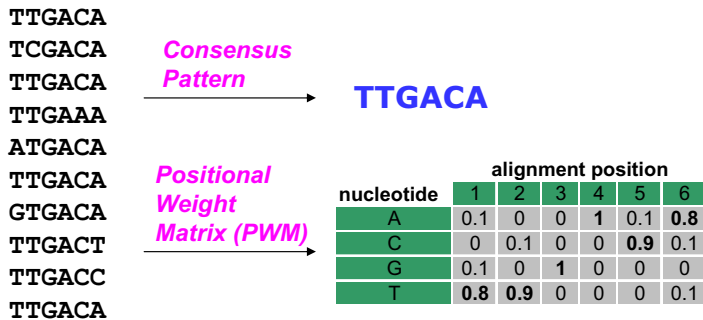 TTGACA
TCGACA
TTGACA
TTGAAA
ATGACA
TTGACA
GTGACA
TTGACT
TTGACC
TTGACA
Consensus
Pattern
TTGACA
Positional
Weight
Matrix (PWM)
alignment position
nucleotide 1 2 3 4 5 6
A 0.1 0 0 1 0.1 0.8
C 0 0.1 0 0 0.9 0.1
G 0.1 0 1 0 0 0
T 0.8 0.9 0 0 0 0.1